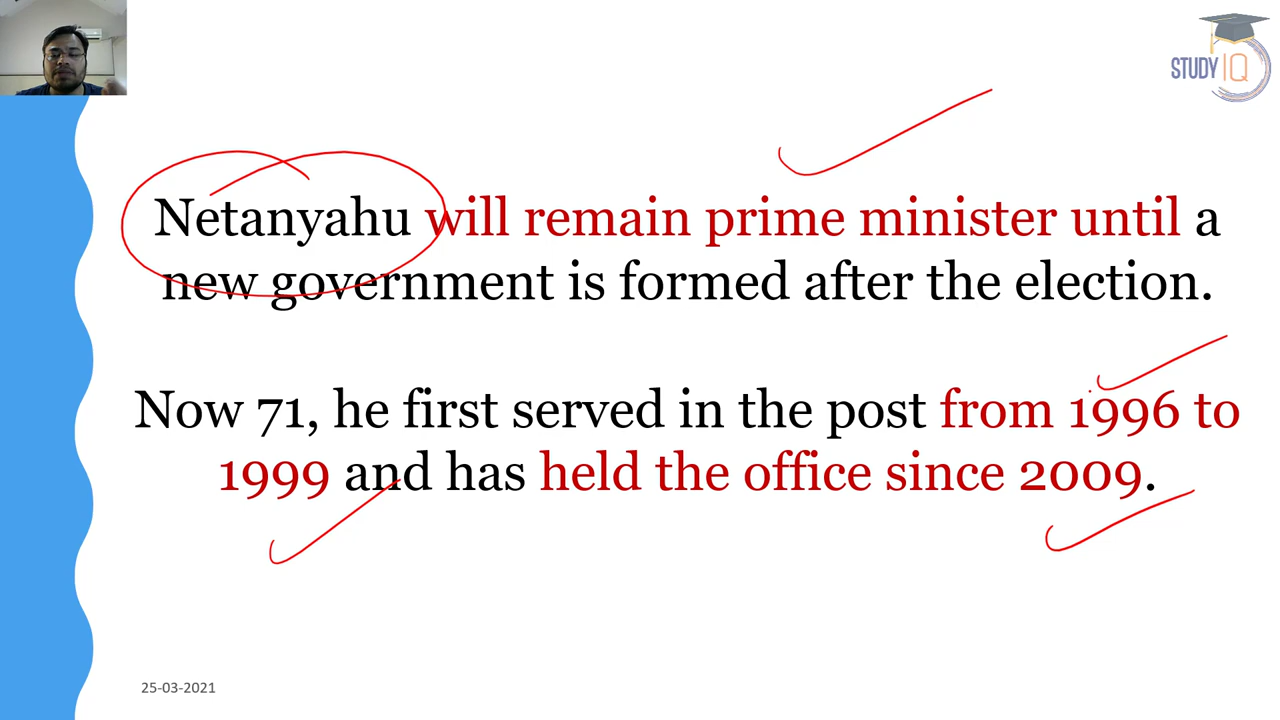 STUDY IQ
Netanyahu will remain prime minister until a
new government is formed after the election.
Now 71, he first served in the post from 1996 to
1999 and has held the office since 2009.
25-03-2021